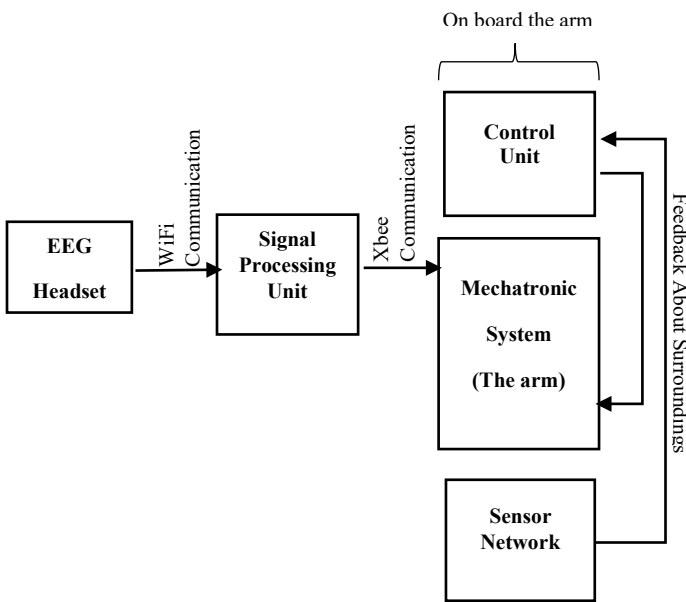 On board the arm
Control
Unit
WiFi
Communication
Xbee
Communication
EEG
Headset
Signal
Processing
Unit
Mechatronic
System
(The arm)
Feedback About Surroundings
Sensor
Network